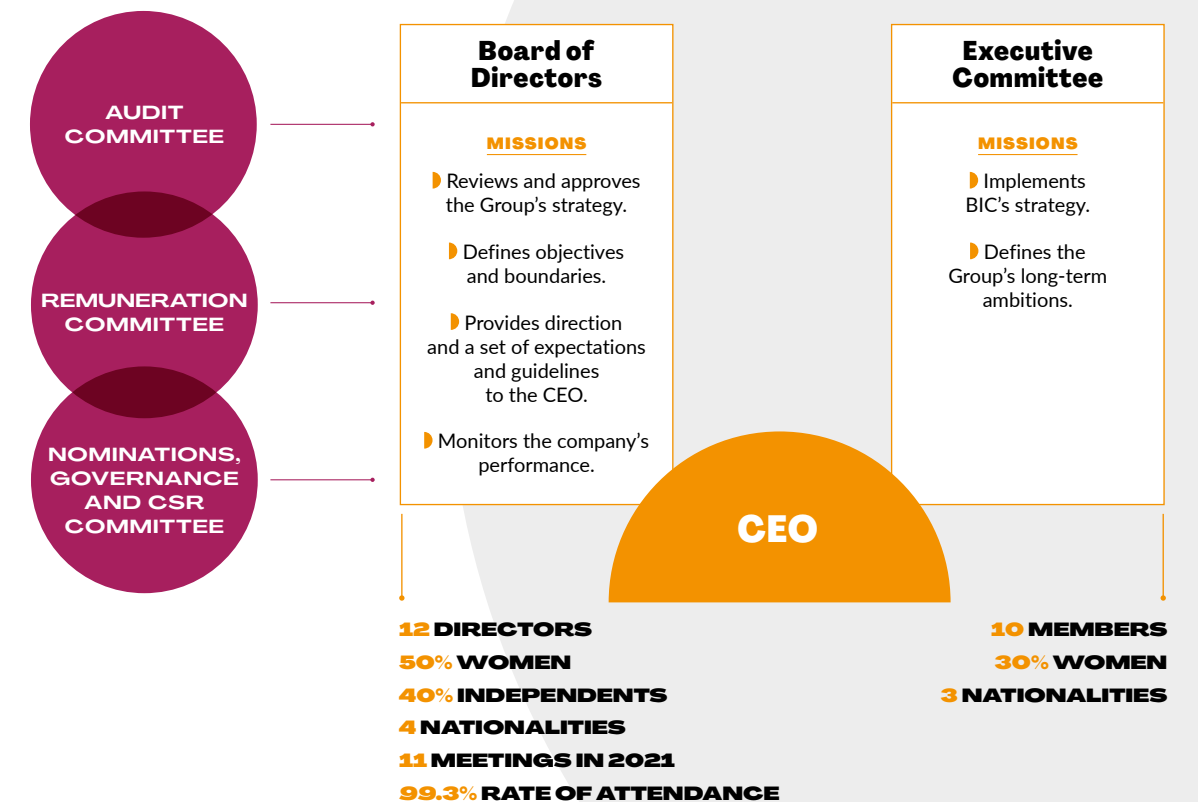 AUDIT
COMMITTEE
REMUNERATION
COMMITTEE
NOMINATIONS,
GOVERNANCE
AND CSR
COMMITTEE
Board of
Directors
MISSIONS
Reviews and approves
the Group's strategy.
Defines objectives
and boundaries.
Provides direction
and a set of expectations
and guidelines
to the CEO.
Monitors the company's
performance.
Executive
Committee
MISSIONS
Implements
BIC's strategy.
Defines the
Group's long-term
ambitions.
CEO
12 DIRECTORS
50% WOMEN
40% INDEPENDENTS
4 NATIONALITIES
11 MEETINGS IN 2021
99.3% RATE OF ATTENDANCE
10 MEMBERS
30% WOMEN
3 NATIONALITIES